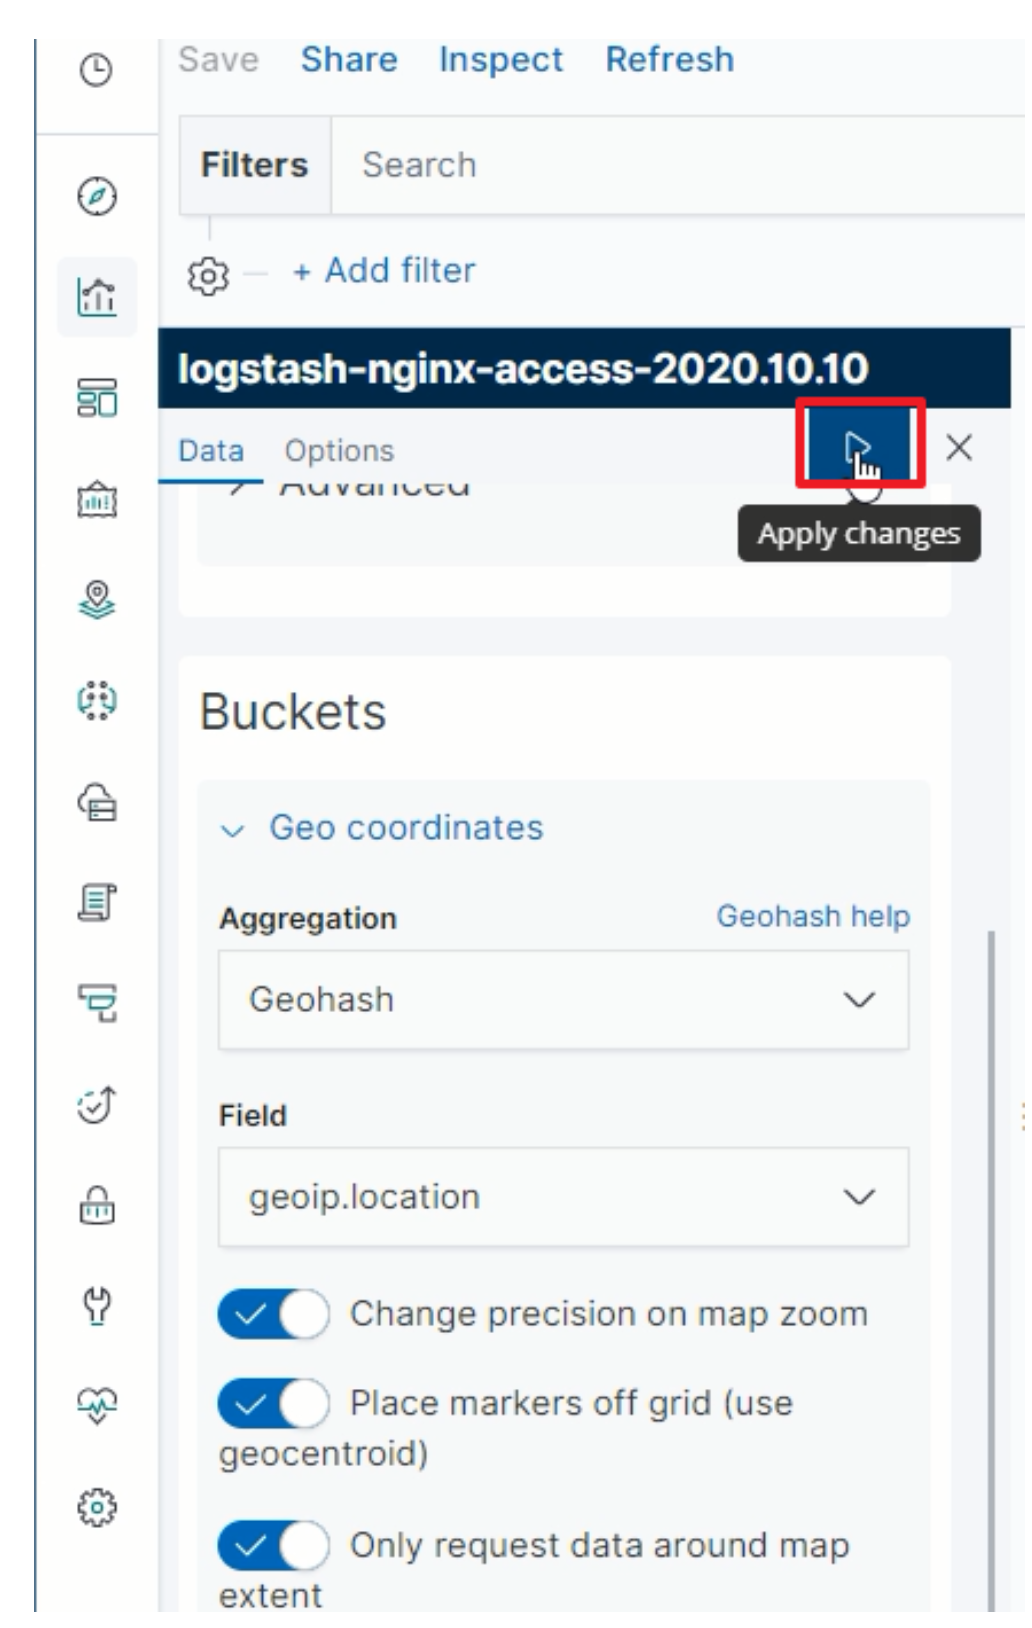 Save Share Inspect Refresh
Filters Search
+ Add filter
logstash-nginx-access-2020.10.10
Data Options
Advanced
Apply changes
Buckets
Geo coordinates
Aggregation Geohash help
Geohash
Field
geoip.location
Change precision on map zoom
Place markers off grid (use
geocentroid)
Only request data around map
extent